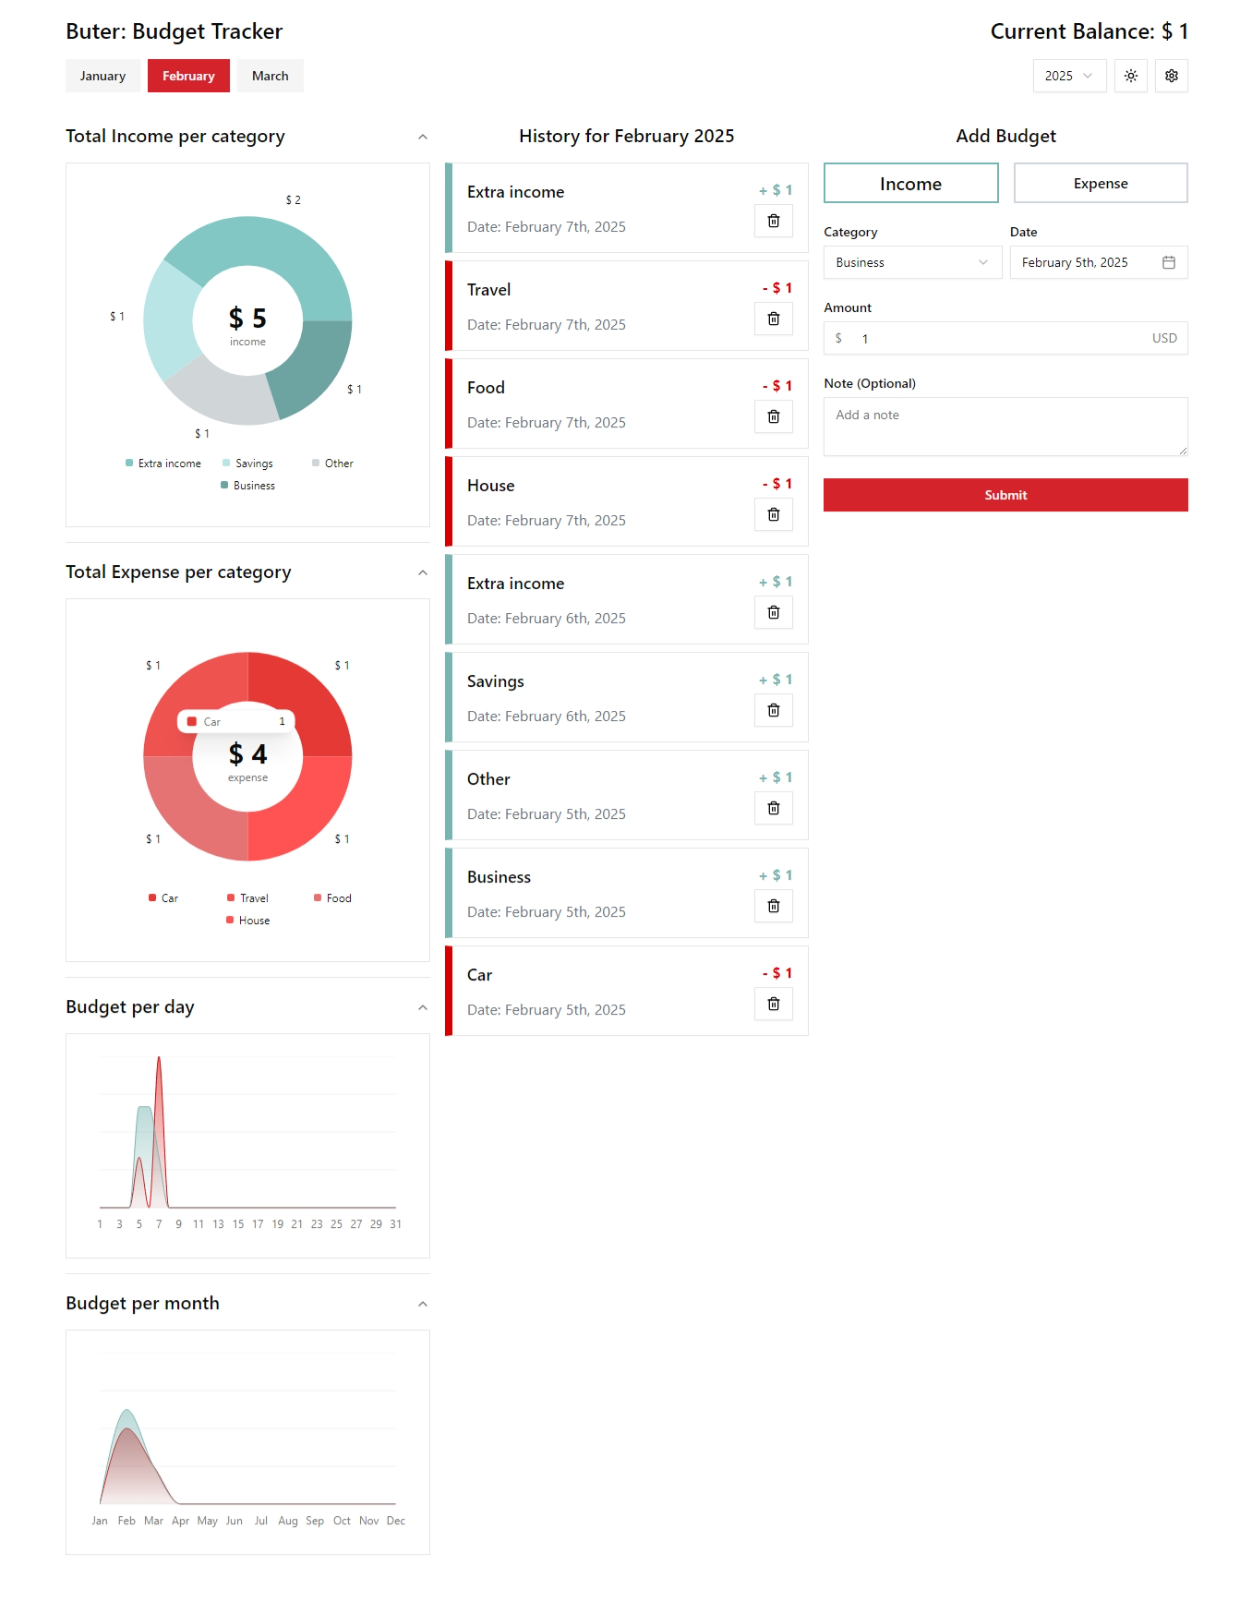 Buter: Budget Tracker
Current Balance: $ 1
January
February
March
2025
Total Income per category
$ 2
$ 1
$ 5
income
$ 1
$ 1
Extra income
Savings
Other
Business
Total Expense per category
$ 1
$ 1
Car 1
$ 4
expense
$ 1
$ 1
Car
Travel
Food
House
Budget per day
1 3 5 7 9 11 13 15 17 19 21 23 25 27 29 31
Budget per month
Jan Feb Mar Apr May Jun Jul Aug Sep Oct Nov Dec
History for February 2025
Extra income
+ $ 1
Date: February 7th, 2025
Travel
- $ 1
Date: February 7th, 2025
Food
- $ 1
Date: February 7th, 2025
House
- $ 1
Date: February 7th, 2025
Extra income
+ $ 1
Date: February 6th, 2025
Savings
+ $ 1
Date: February 6th, 2025
Other
+ $ 1
Date: February 5th, 2025
Business
+ $ 1
Date: February 5th, 2025
Car
- $ 1
Date: February 5th, 2025
Add Budget
Income
Expense
Category
Date
Business
February 5th, 2025
Amount
$ 1 USD
Note (Optional)
Add a note
Submit